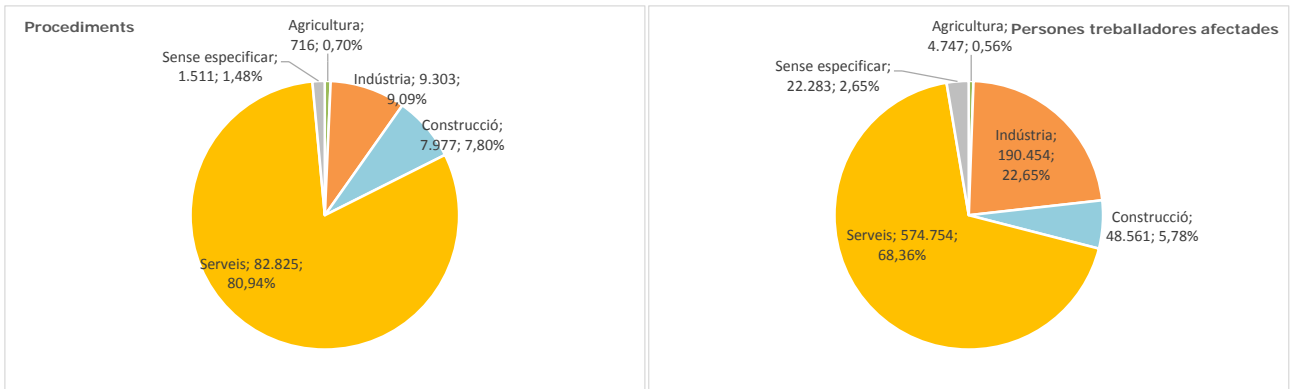 Procediments
Agricultura;
716; 0,70%
Sense especificar;
1.511; 1,48%
Indústria; 9.303;
9,09%
Construcció;
7.977; 7,80%
Serveis; 82.825;
80,94%
Persones treballadores afectades
Agricultura;
4.747; 0,56%
Sense especificar;
22.283; 2,65%
Indústria;
190.454;
22,65%
Construcció;
48.561; 5,78%
Serveis; 574.754;
68,36%